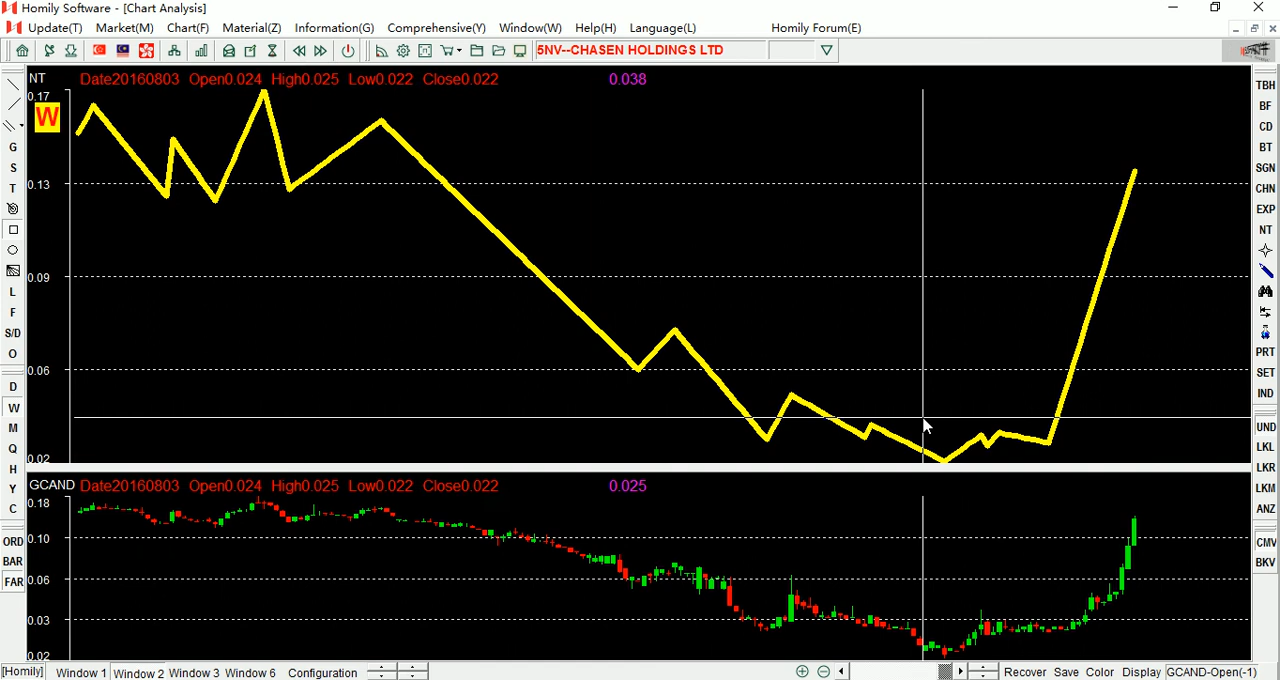 Homily Software - [Chart Analysis]
Update(T) Market(M) Chart(F) Material(Z) Information(G) Comprehensive(Y) Window(W) Help(H) Language(L) Homily Forum(E)
5NV--CHASEN HOLDINGS LTD
NT Date20160803 Open0.024 High0.025 Low0.022 Close0.022 0.038
0.17
W
0.13
0.09
0.06
0.02
GCAND Date20160803 Open0.024 High0.025 Low0.022 Close0.022 0.025
0.18
0.10
0.06
0.03
0.02
G
S
T
L
F
S/D
O
D
W
M
Q
H
Y
C
ORD
BAR
FAR
TBH
BF
CD
BT
SGN
CHN
EXP
NT
PRT
SET
IND
UND
LKL
LKR
LKM
ANZ
CMV
BKV
[Homily] Window 1 Window 2 Window 3 Window 6 Configuration Recover Save Color Display GCAND-Open(-1)